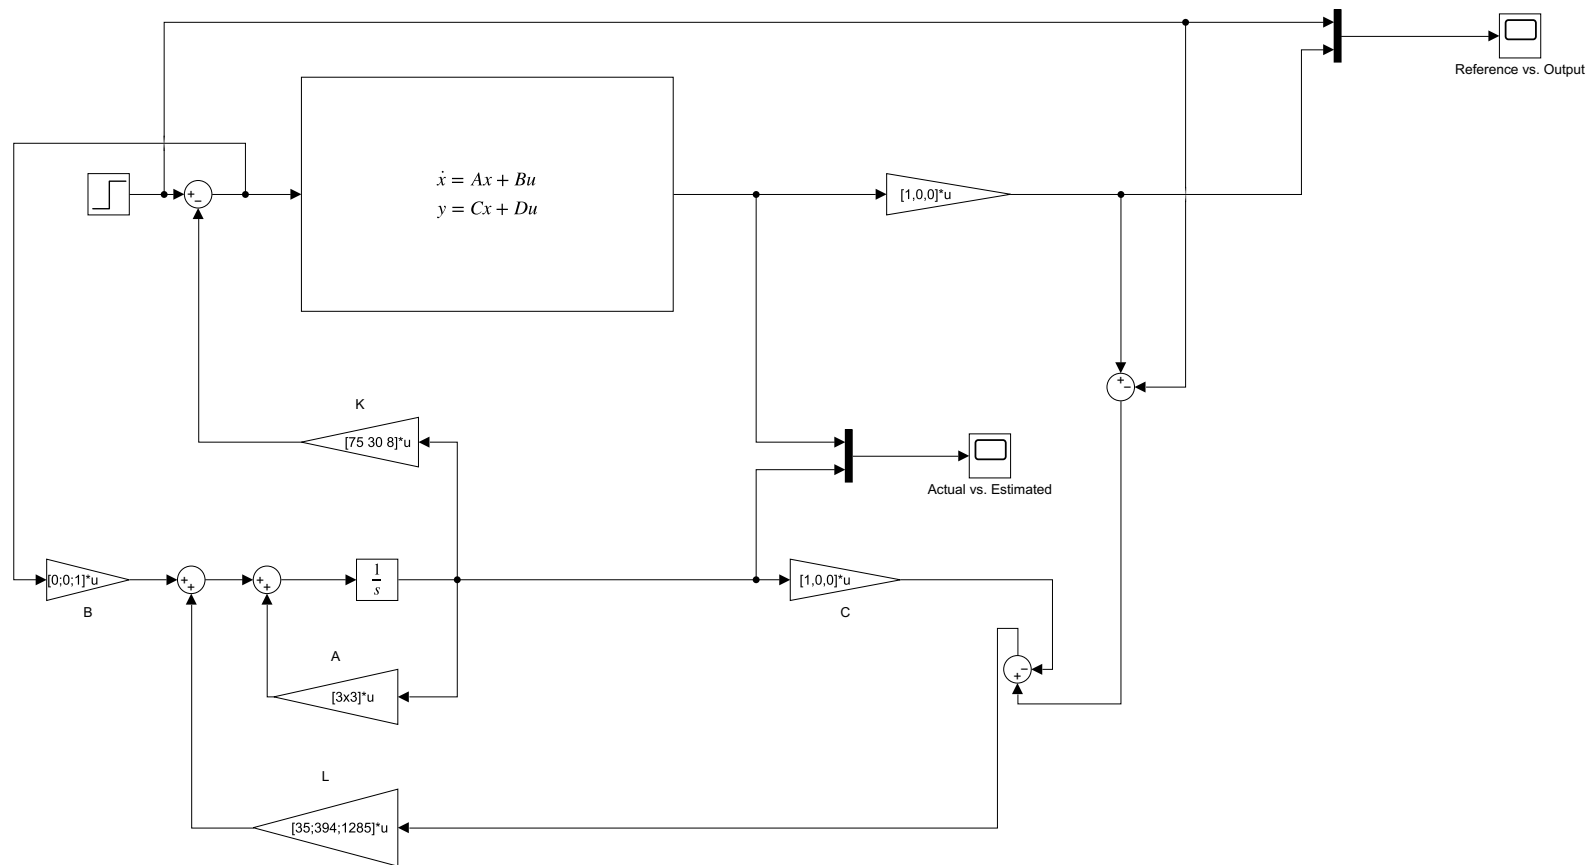 Reference vs. Output
+
−
ẋ = Ax + Bu
y = Cx + Du
[1,0,0]*u
+
−
K
[75 30 8]*u
Actual vs. Estimated
[0;0;1]*u
B
+
+
+
+
1
s
[1,0,0]*u
C
A
[3x3]*u
−
+
L
[35;394;1285]*u